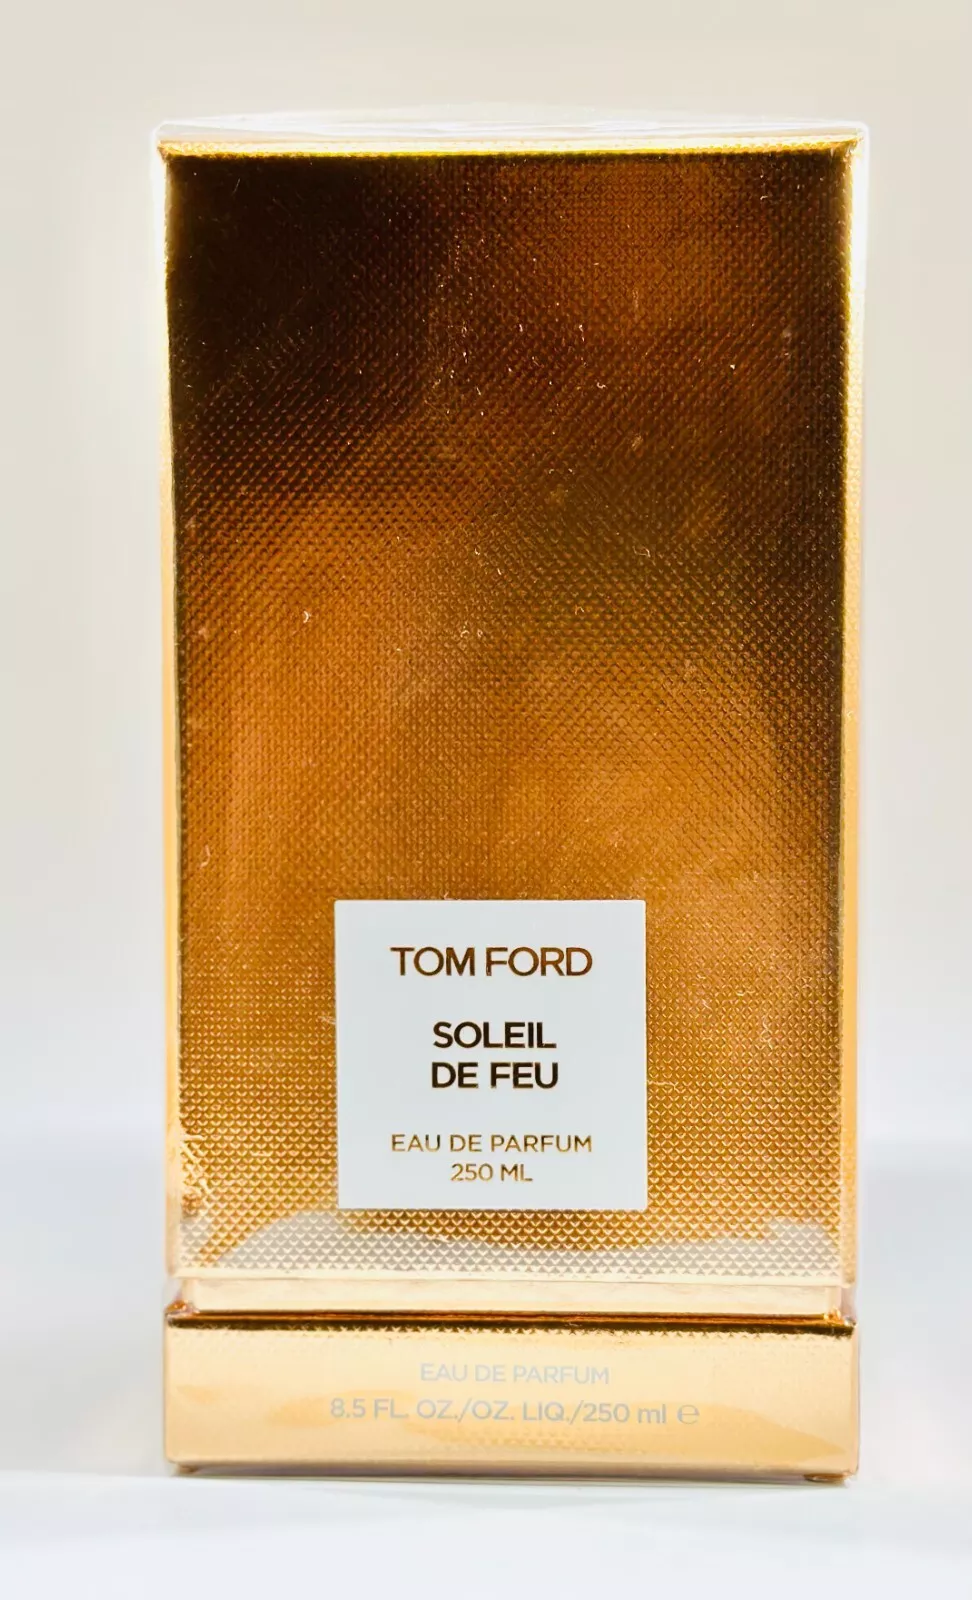 TOM FORD
SOLEIL
DE FEU
EAU DE PARFUM
250 ML
EAU DE PARFUM
8.5 FL. OZ./OZ. LIQ./250 ml ℮